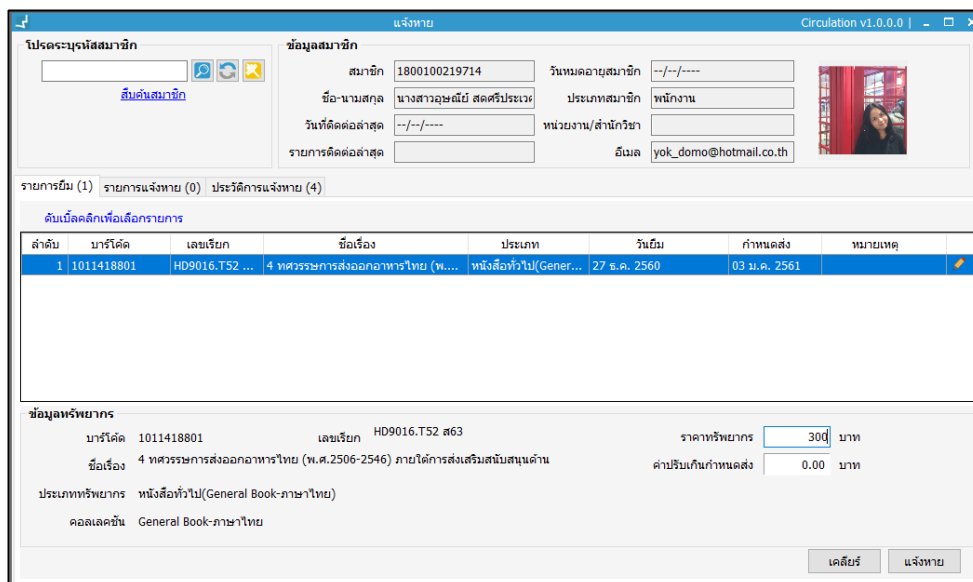 แจ้งหาย Circulation v1.0.0.0 |
โปรดระบุรหัสสมาชิก
สืบค้นสมาชิก
ข้อมูลสมาชิก
สมาชิก 1800100219714 วันหมดอายุสมาชิก --/--/----
ชื่อ-นามสกุล นางสาวอุษณีย์ สดศรีประเวศ ประเภทสมาชิก พนักงาน
วันที่ติดต่อล่าสุด --/--/---- หน่วยงาน/สำนักวิชา
รายการติดต่อล่าสุด อีเมล yok_domo@hotmail.co.th
รายการยืม (1) รายการแจ้งหาย (0) ประวัติการแจ้งหาย (4)
ดับเบิ้ลคลิกเพื่อเลือกรายการ
ลำดับ บาร์โค้ด เลขเรียก ชื่อเรื่อง ประเภท วันยืม กำหนดส่ง หมายเหตุ
1 1011418801 HD9016.T52 ... 4 ทศวรรษการส่งออกอาหารไทย (พ.... หนังสือทั่วไป(Gener... 27 ธ.ค. 2560 03 ม.ค. 2561
ข้อมูลทรัพยากร
บาร์โค้ด 1011418801 เลขเรียก HD9016.T52 ส63 ราคาทรัพยากร 300 บาท
ชื่อเรื่อง 4 ทศวรรษการส่งออกอาหารไทย (พ.ศ.2506-2546) ภายใต้การส่งเสริมสนับสนุนด้าน ค่าปรับเกินกำหนดส่ง 0.00 บาท
ประเภททรัพยากร หนังสือทั่วไป(General Book-ภาษาไทย)
คอลเลคชัน General Book-ภาษาไทย
เคลียร์ แจ้งหาย